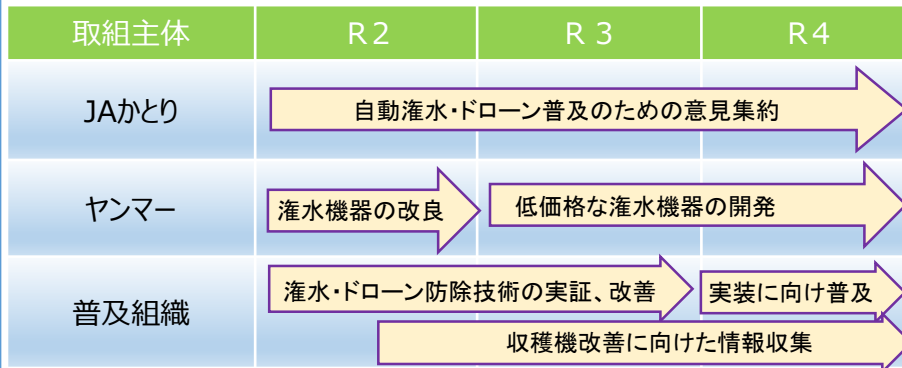 取組主体 R2 R３ R4
JAかとり
自動潅水・ドローン普及のための意見集約
ヤンマー
潅水機器の改良
低価格な潅水機器の開発
普及組織
潅水・ドローン防除技術の実証、改善
実装に向け普及
収穫機改善に向けた情報収集